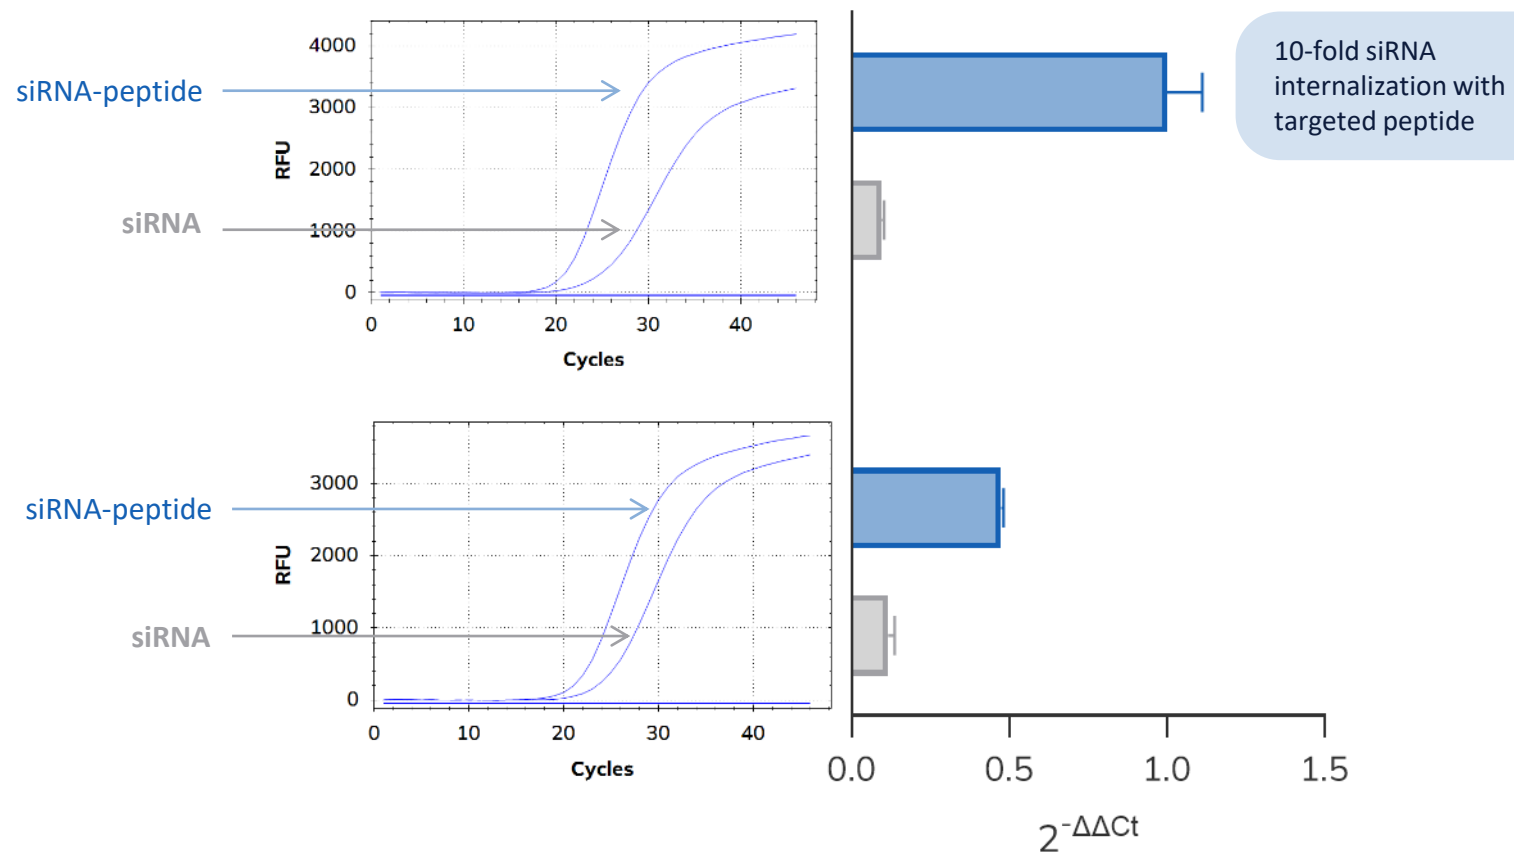 siRNA-peptide
siRNA
RFU
4000
3000
2000
1000
0
0 10 20 30 40
Cycles
10-fold siRNA
internalization with
targeted peptide
siRNA-peptide
siRNA
RFU
3000
2000
1000
0
0 10 20 30 40
Cycles
0.0 0.5 1.0 1.5
2^-ΔΔCt